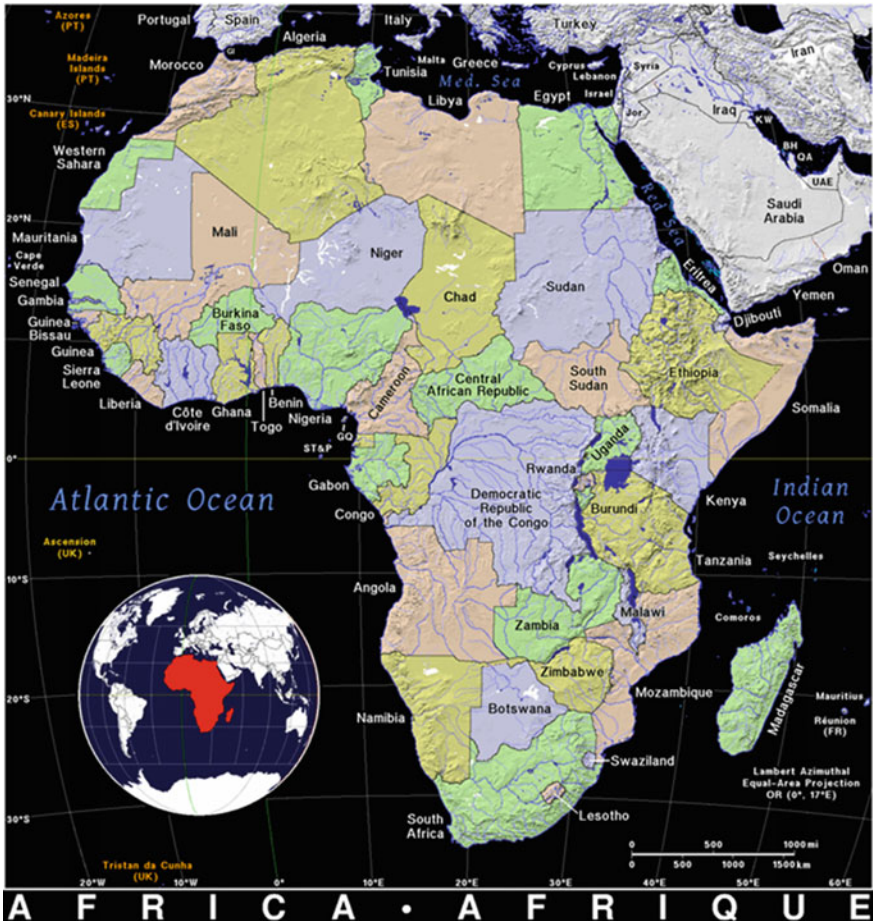 Azores
(PT)
Portugal
Spain
Italy
Turkey
Algeria
GI
Malta
Greece
Cyprus
Lebanon
Syria
Iran
Madeira
Islands
(PT)
Morocco
Tunisia
Med. Sea
Israel
Iraq
30°N
Libya
Egypt
Jor.
KW
Canary Islands
(ES)
Western
Sahara
BH
QA
UAE
Red Sea
Saudi
Arabia
20°N
Mauritania
Mali
Niger
Cape
Verde
Senegal
Gambia
Chad
Sudan
Eritrea
Oman
Yemen
Djibouti
Guinea
Bissau
Burkina
Faso
Guinea
Sierra
Leone
Cameroon
Central
African Republic
South
Sudan
Ethiopia
Liberia
Côte
d'Ivoire
Ghana
Togo
Benin
Nigeria
Somalia
GQ
ST&P
0°
Uganda
Rwanda
Gabon
Democratic
Republic
of the Congo
Burundi
Kenya
Atlantic Ocean
Indian
Ocean
Congo
Ascension
(UK)
Tanzania
Seychelles
10°S
Angola
Malawi
Comoros
Zambia
Zimbabwe
Mozambique
Madagascar
20°S
Namibia
Botswana
Mauritius
Réunion
(FR)
Swaziland
Lambert Azimuthal
Equal-Area Projection
OR (0°, 17°E)
South
Africa
Lesotho
30°S
0 500 1000 mi
0 500 1000 1500 km
Tristan da Cunha
(UK)
20°W 10°W 0° 10°E 20°E 30°E 40°E 50°E 60°E
AFRICA • AFRIQUE